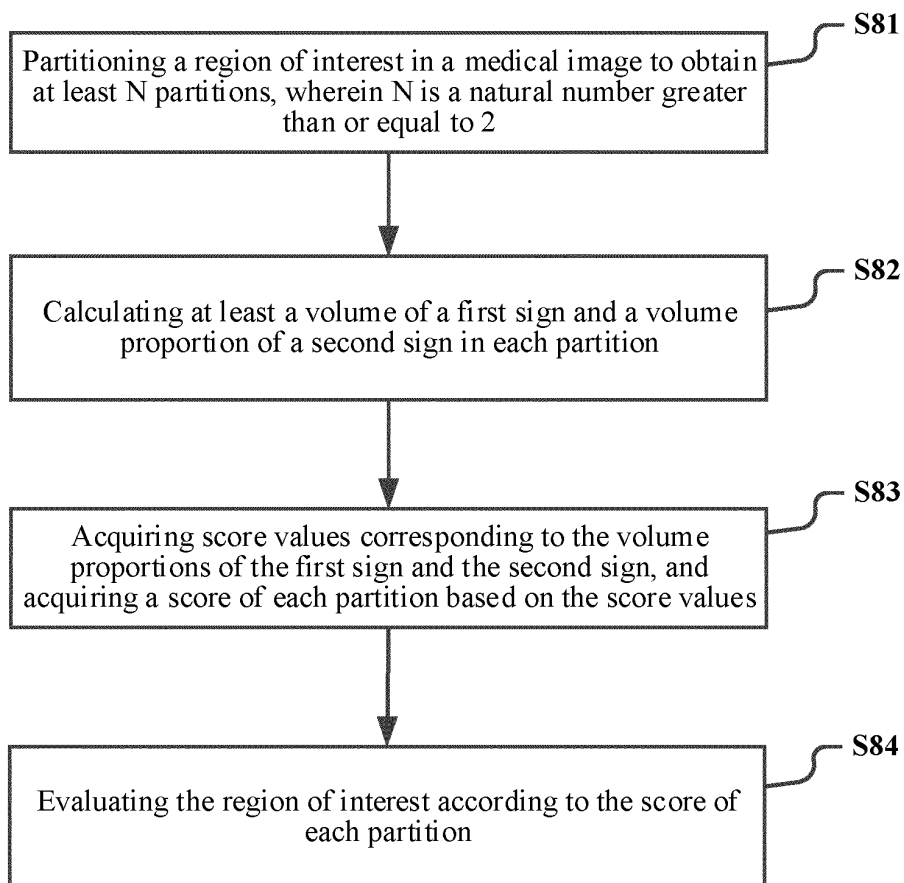 S81
Partitioning a region of interest in a medical image to obtain
at least N partitions, wherein N is a natural number greater
than or equal to 2
S82
Calculating at least a volume of a first sign and a volume
proportion of a second sign in each partition
S83
Acquiring score values corresponding to the volume
proportions of the first sign and the second sign, and
acquiring a score of each partition based on the score values
S84
Evaluating the region of interest according to the score of
each partition